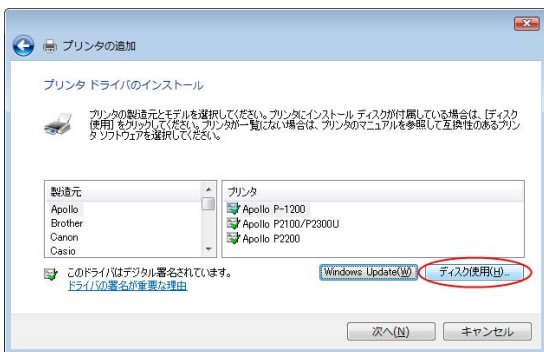 プリンタの追加
プリンタ ドライバのインストール
プリンタの製造元とモデルを選択してください。プリンタにインストール ディスクが付属している場合は、[ディスク
使用] をクリックしてください。プリンタが一覧にない場合は、プリンタのマニュアルを参照して互換性のあるプリン
タ ソフトウェアを選択してください。
製造元
Apollo
Brother
Canon
Casio
プリンタ
Apollo P-1200
Apollo P2100/P2300U
Apollo P2200
このドライバはデジタル署名されています。
ドライバの署名が重要な理由
Windows Update(W)
ディスク使用(H)...
次へ(N)
キャンセル